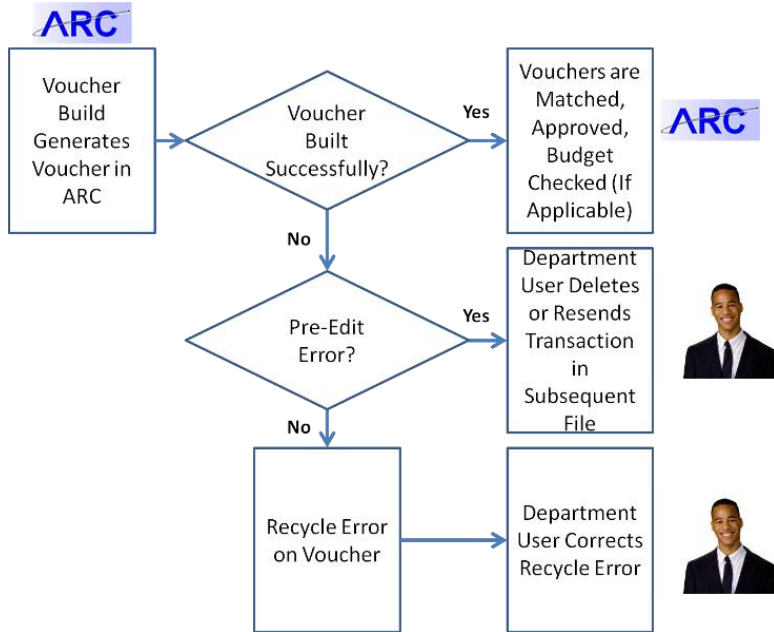 ARC
Voucher
Build
Generates
Voucher in
ARC
Voucher
Built
Successfully?
Yes
Vouchers are
Matched,
Approved,
Budget
Checked (If
Applicable)
ARC
No
Pre-Edit
Error?
Yes
Department
User Deletes
or Resends
Transaction
in
Subsequent
File
No
Recycle Error
on Voucher
Department
User Corrects
Recycle Error